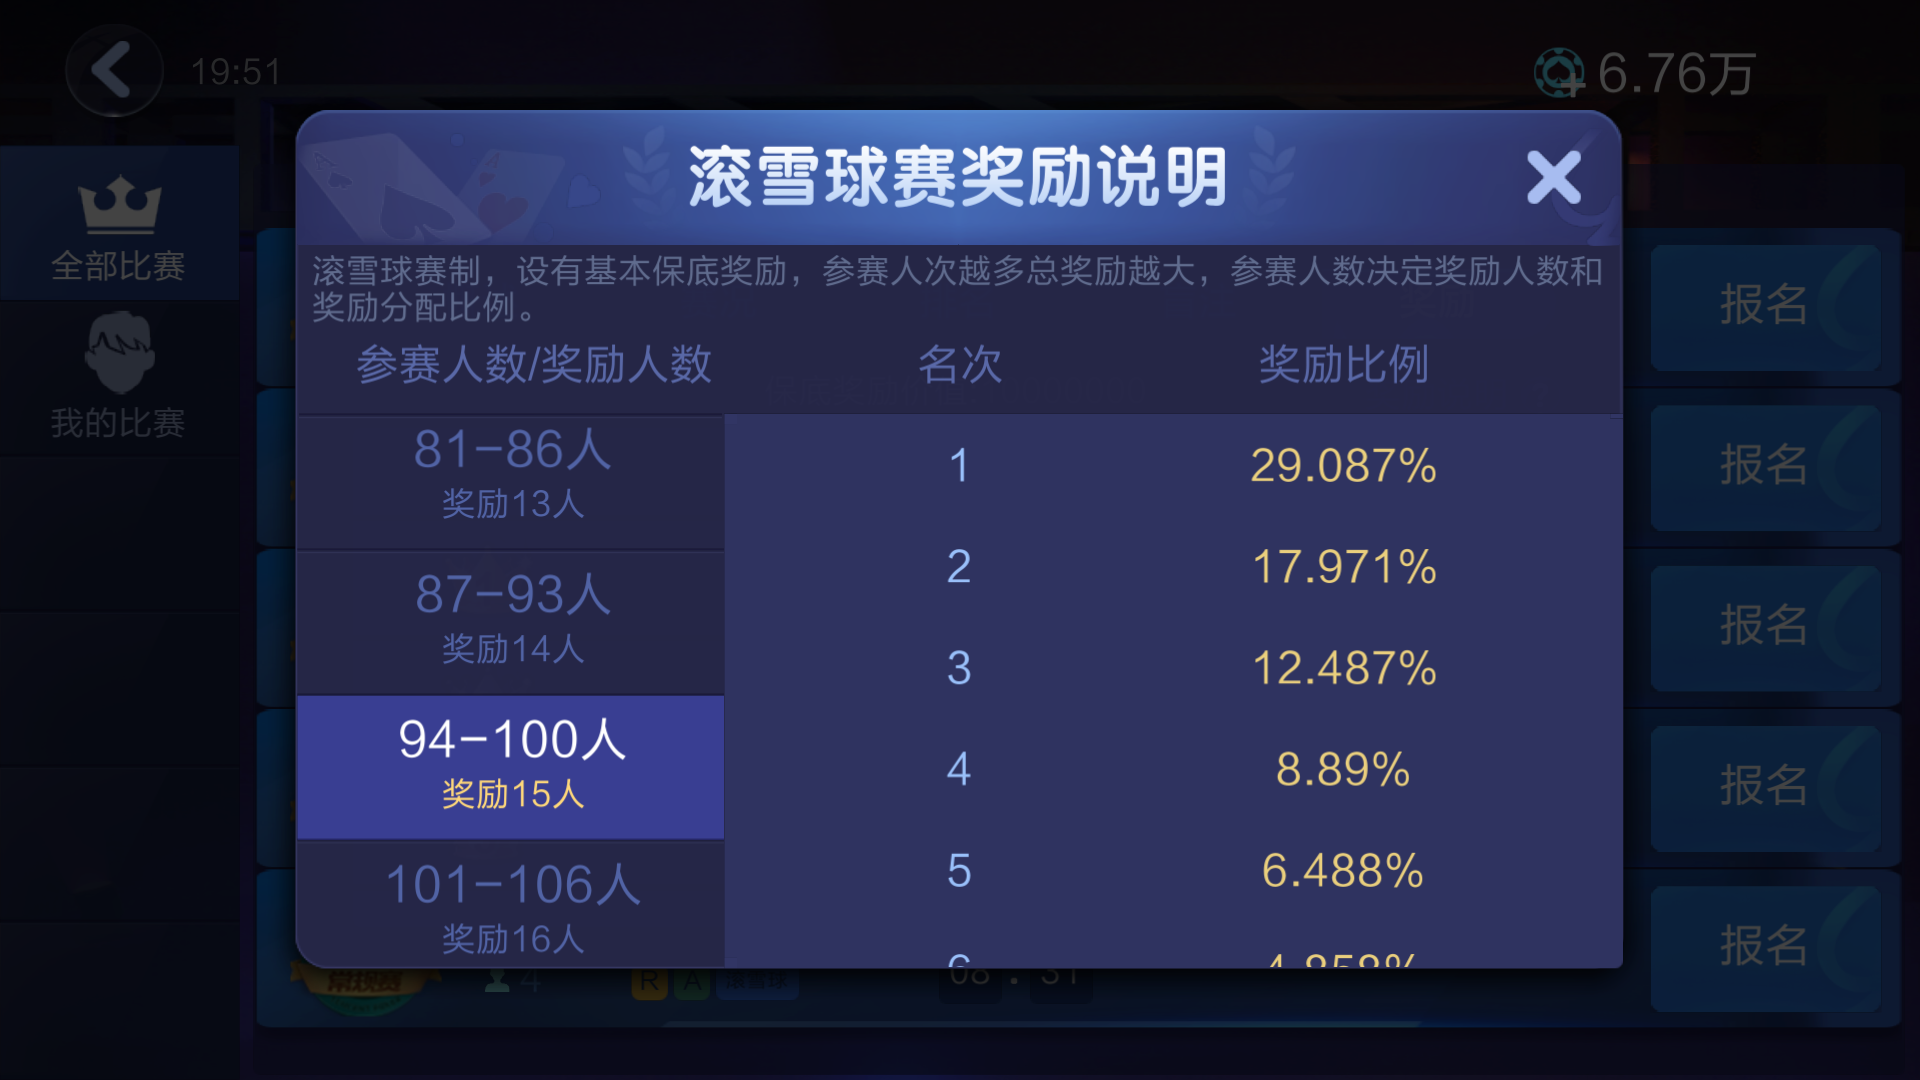 19:51
6.76万
全部比赛
我的比赛
滚雪球赛奖励说明
滚雪球赛制，设有基本保底奖励，参赛人次越多总奖励越大，参赛人数决定奖励人数和
奖励分配比例。
参赛人数/奖励人数 名次 奖励比例
81-86人
奖励13人
87-93人
奖励14人
94-100人
奖励15人
101-106人
奖励16人
1 29.087%
2 17.971%
3 12.487%
4 8.89%
5 6.488%
报名
报名
报名
报名
报名
4
R A